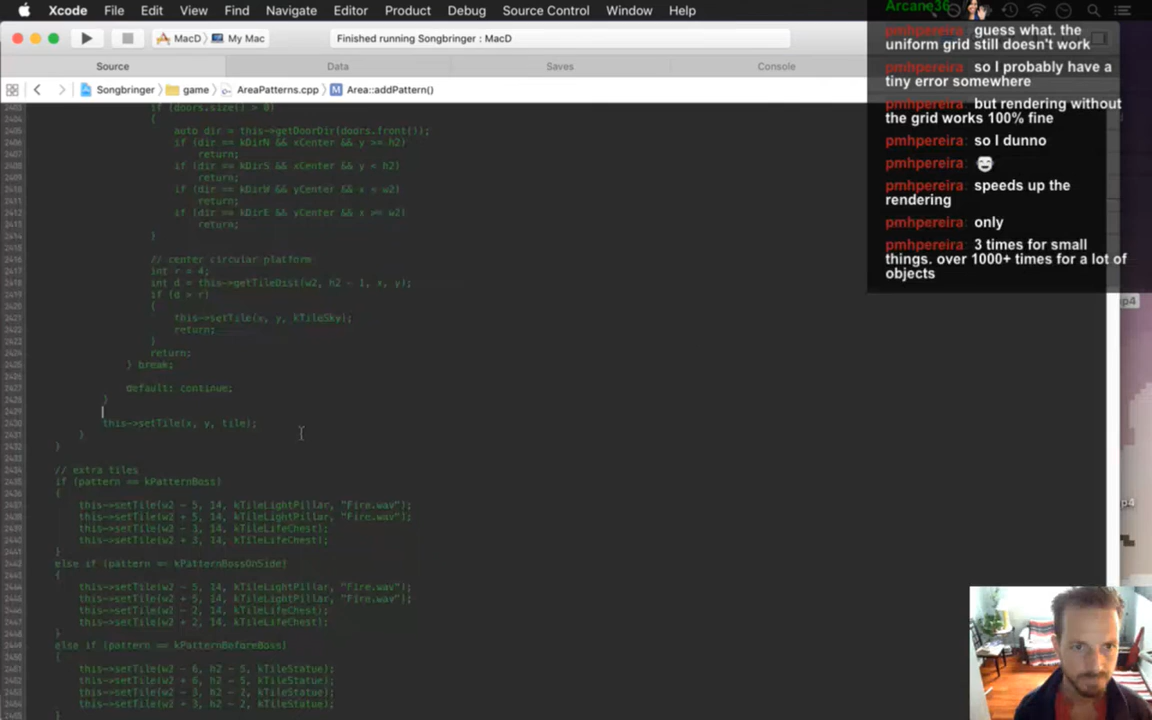 Xcode File Edit View Find Navigate Editor Product Debug Source Control Window Help
MacD My Mac
Finished running Songbringer : MacD
Source Data Saves Console
Songbringer game AreaPatterns.cpp M Area::addPattern()
if (doors.size() > 0)
{
auto dir = this->getDoorDir(doors.front());
if (dir == kDirN && xCenter && y >= h2)
return;
if (dir == kDirS && xCenter && y < h2)
return;
if (dir == kDirW && yCenter && x < w2)
return;
if (dir == kDirE && yCenter && x >= w2)
return;
}
// center circular platform
int r = 4;
int d = this->getTileDist(w2, h2 - 1, x, y);
if (d > r)
{
this->setTile(x, y, kTileSky);
return;
}
return;
} break;
default: continue;
}
this->setTile(x, y, tile);
}
}
// extra tiles
if (pattern == kPatternBoss)
{
this->setTile(w2 - 5, 14, kTileLightPillar, "Fire.wav");
this->setTile(w2 + 5, 14, kTileLightPillar, "Fire.wav");
this->setTile(w2 - 3, 14, kTileLifeChest);
this->setTile(w2 + 3, 14, kTileLifeChest);
}
else if (pattern == kPatternBossOnSide)
{
this->setTile(w2 - 5, 14, kTileLightPillar, "Fire.wav");
this->setTile(w2 + 5, 14, kTileLightPillar, "Fire.wav");
this->setTile(w2 - 2, 14, kTileLifeChest);
this->setTile(w2 + 2, 14, kTileLifeChest);
}
else if (pattern == kPatternBeforeBoss)
{
this->setTile(w2 - 6, h2 - 5, kTileStatue);
this->setTile(w2 + 6, h2 - 5, kTileStatue);
this->setTile(w2 - 3, h2 - 2, kTileStatue);
this->setTile(w2 + 3, h2 - 2, kTileStatue);
}
Arcane36
pmhpereira: guess what. the
uniform grid still doesn't work
pmhpereira: so I probably have a
tiny error somewhere
pmhpereira: but rendering without
the grid works 100% fine
pmhpereira: so I dunno
pmhpereira:
pmhpereira: speeds up the
rendering
pmhpereira: only
pmhpereira: 3 times for small
things. over 1000+ times for a lot of
objects